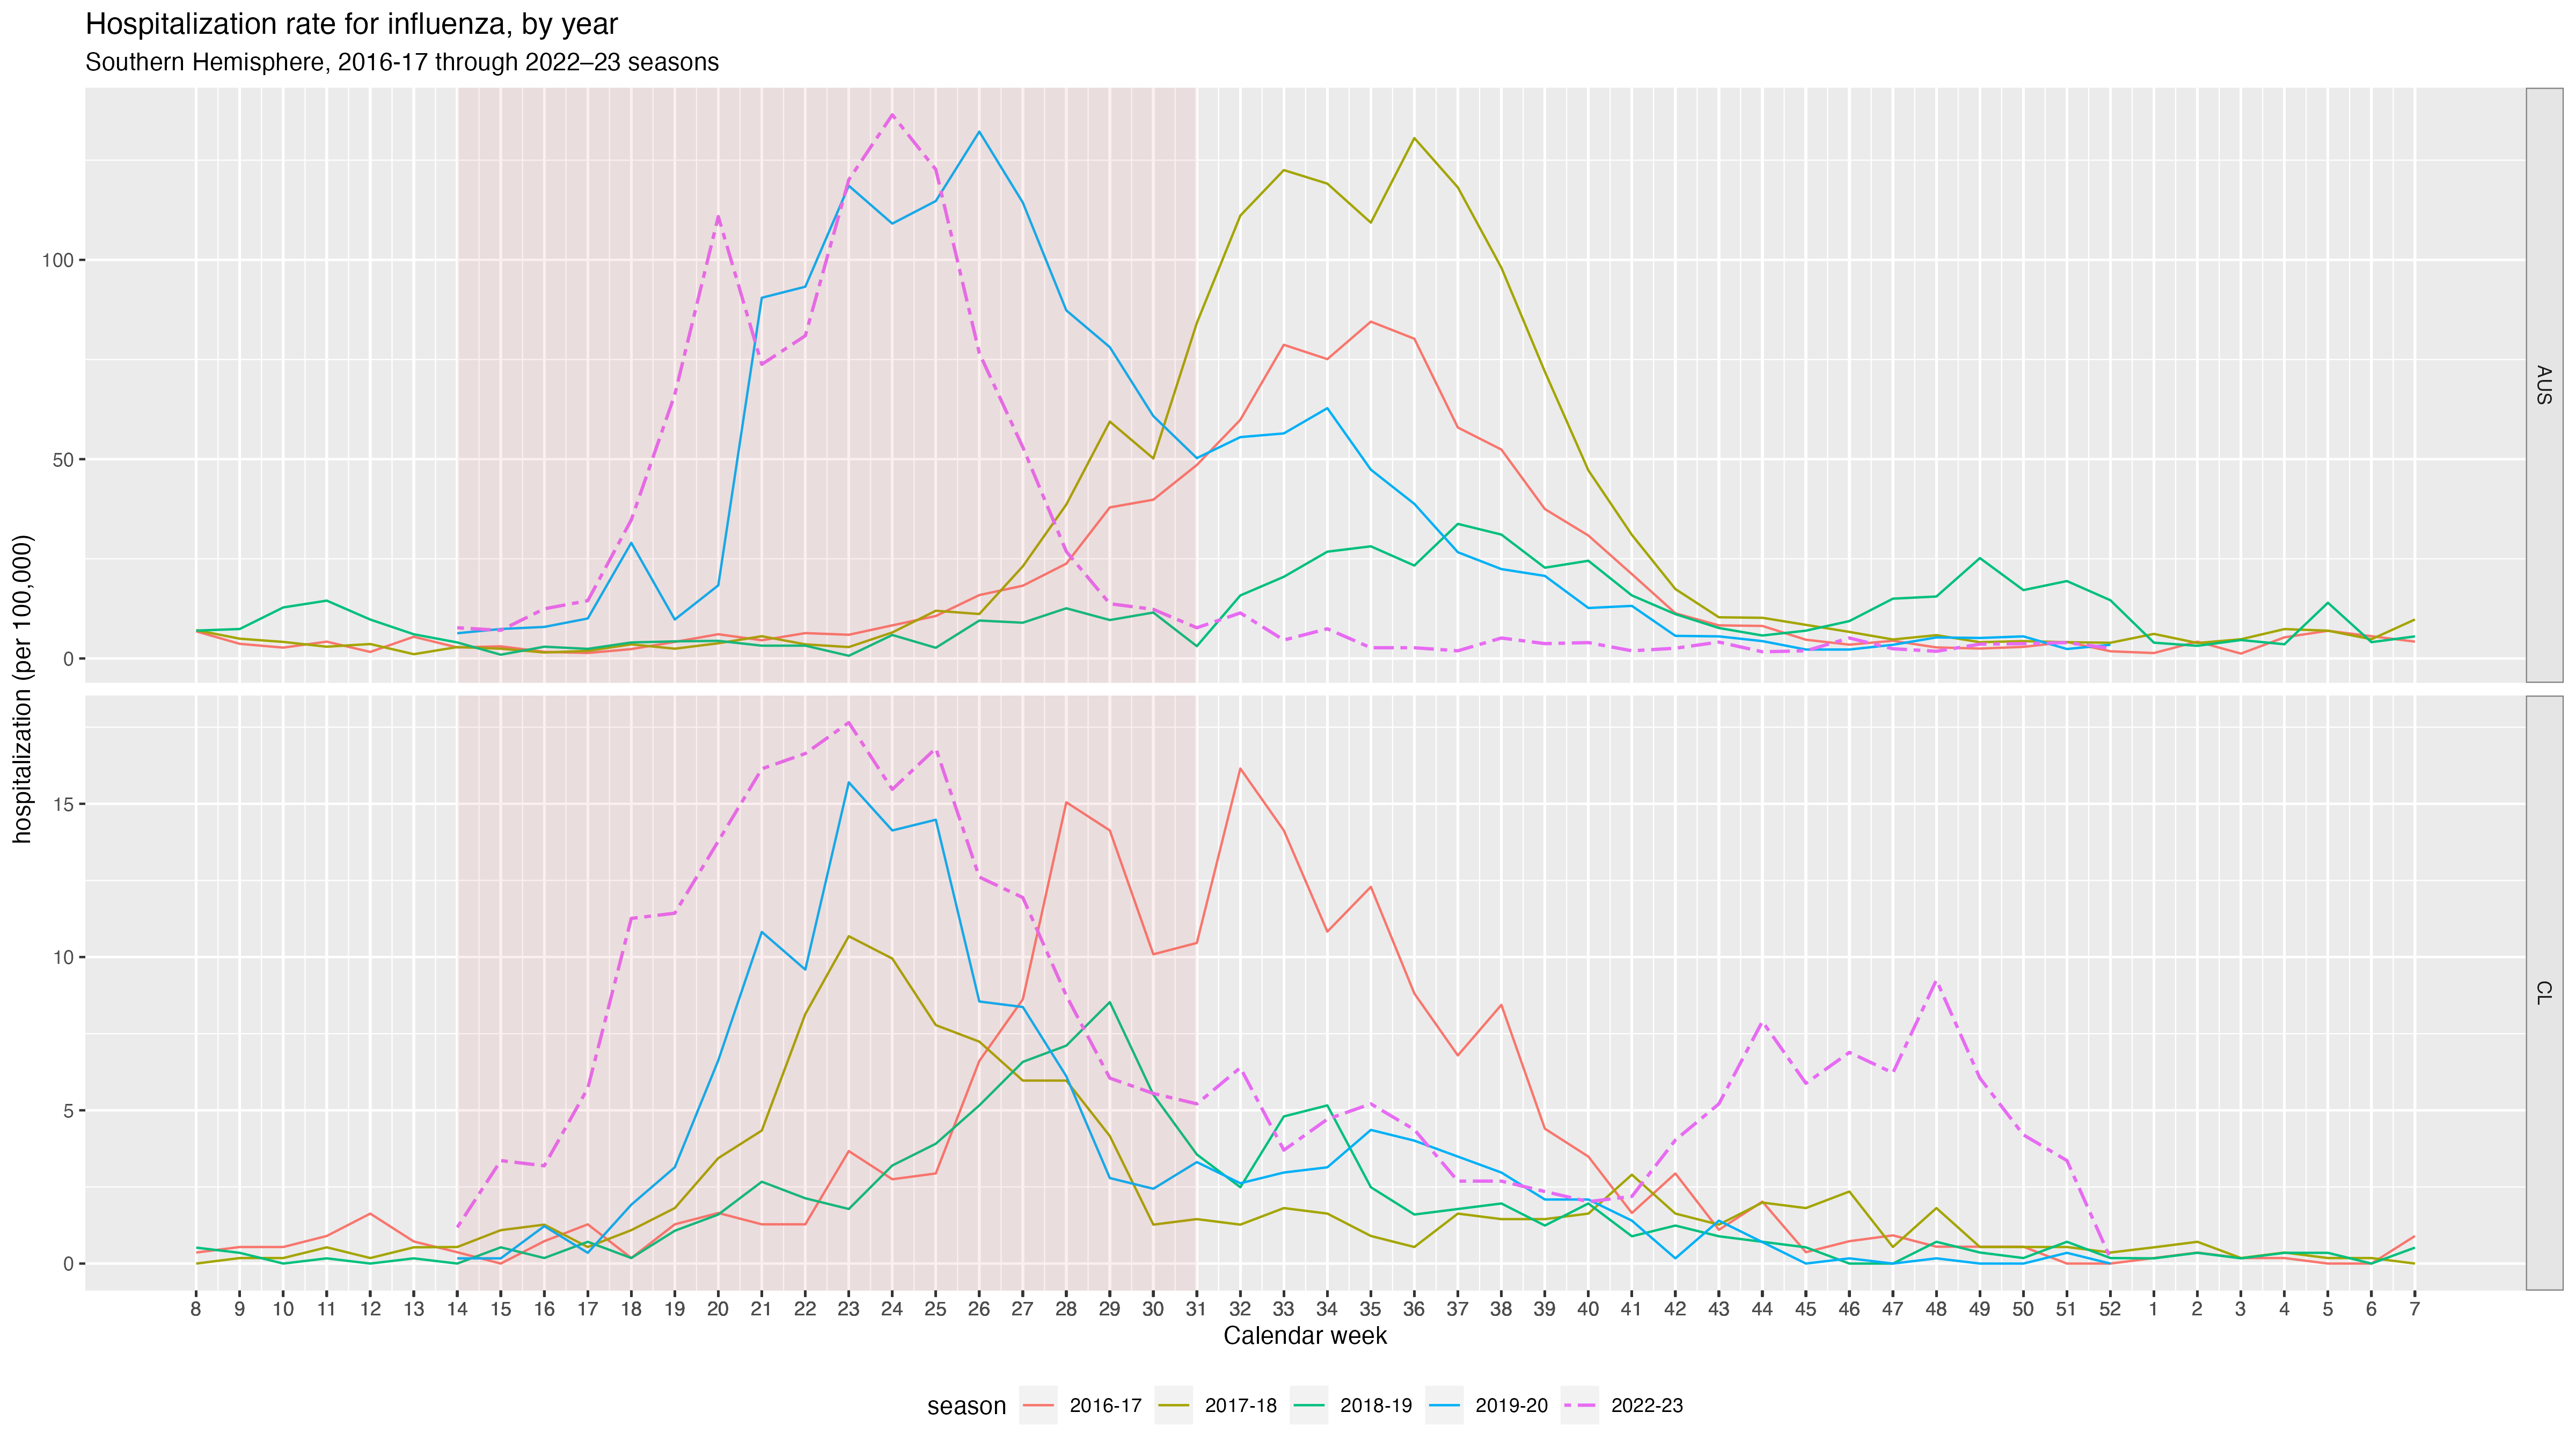 Hospitalization rate for influenza, by year
Southern Hemisphere, 2016-17 through 2022–23 seasons
hospitalization (per 100,000)
100
50
0
AUS
15
10
5
0
CL
8 9 10 11 12 13 14 15 16 17 18 19 20 21 22 23 24 25 26 27 28 29 30 31 32 33 34 35 36 37 38 39 40 41 42 43 44 45 46 47 48 49 50 51 52 1 2 3 4 5 6 7
Calendar week
season 2016-17 2017-18 2018-19 2019-20 2022-23